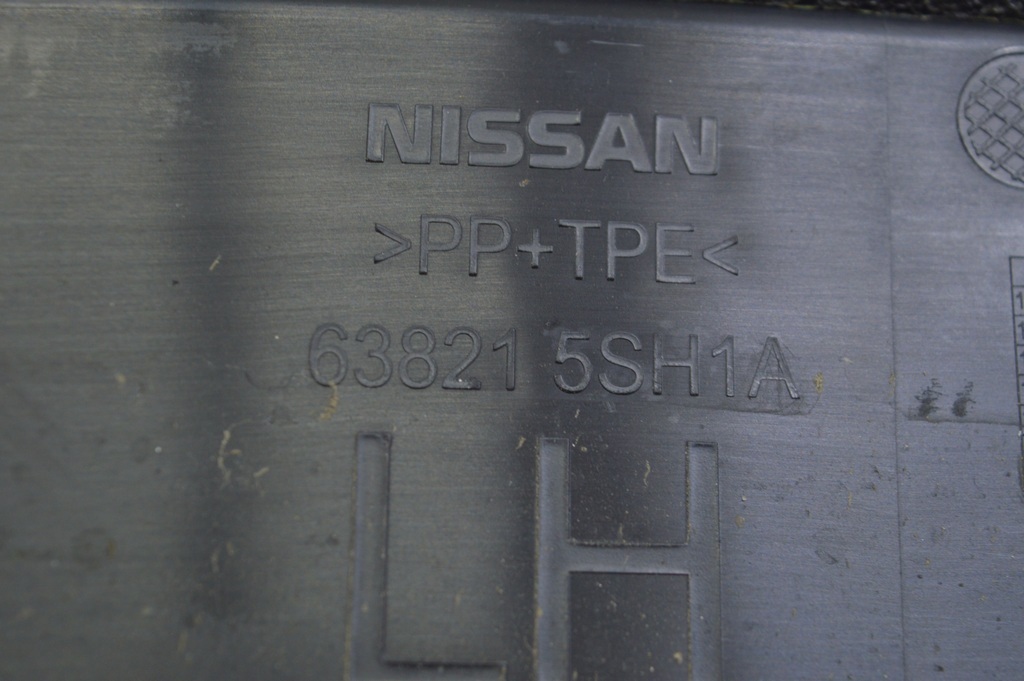 NISSAN
>PP+TPE<
63821 5SH1A
LH